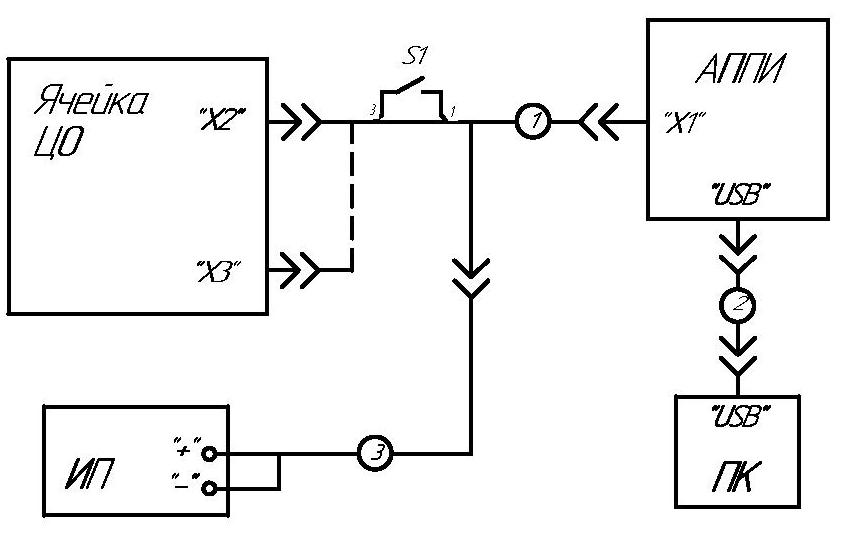 S1
АППИ
Ячейка
ЦО
"X2"
3
1
1
"X1"
"USB"
"X3"
2
"USB"
ПК
"+"
ИП
"–"
3